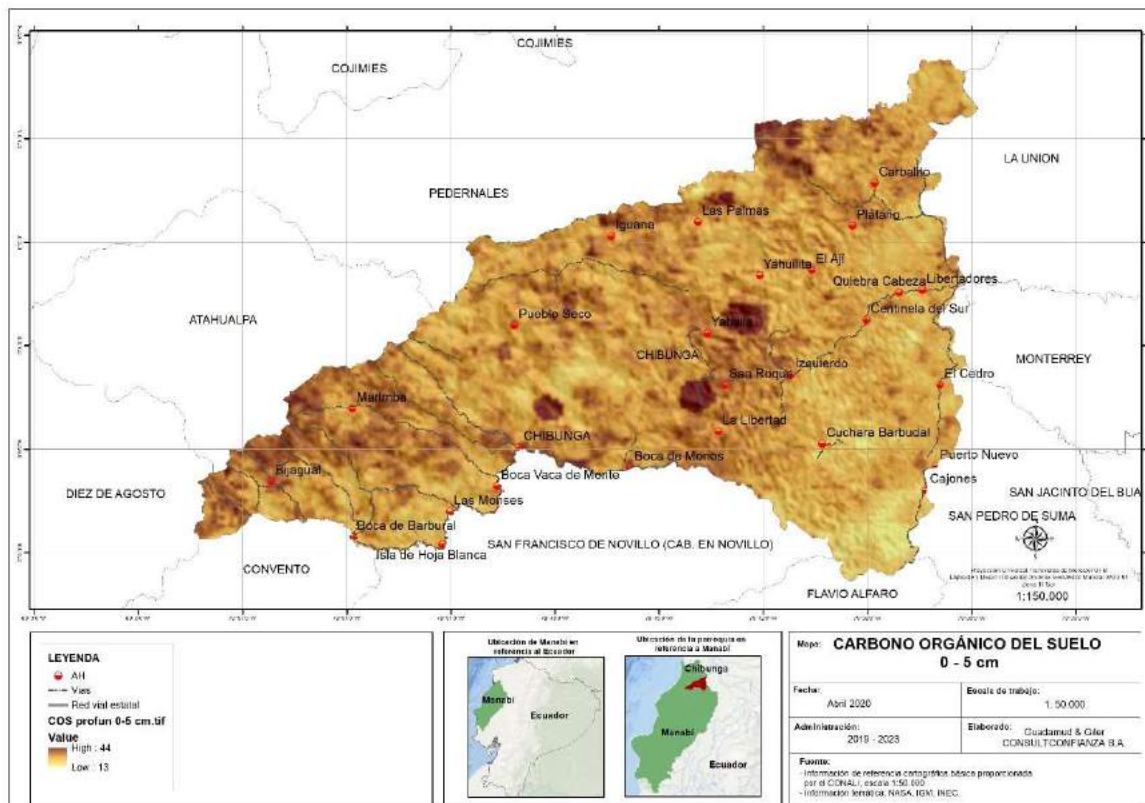 COJIMIES
COJIMIES
LA UNION
Carbalho
PEDERNALES
Las Palmas
Platano
Iguana
El Aji
Yahuilita
Quiebra Cabeza
Libertadores
Centinela del Sur
Pueblo Seco
ATAHUALPA
CHIBUNGA
Izquierdo
MONTERREY
San Roque
El Cedro
Marimba
La Libertad
CHIBUNGA
Cuchara Barbudal
Boca de Monos
Puerto Nuevo
Bijagual
Boca Vaca de Monte
Cajones
DIEZ DE AGOSTO
SAN JACINTO DEL BUA
Las Monses
SAN PEDRO DE SUMA
Boca de Barbural
Isla de Hoja Blanca
SAN FRANCISCO DE NOVILLO (CAB. EN NOVILLO)
CONVENTO
FLAVIO ALFARO
1:150.000
LEYENDA
AH
Vias
Red vial estatal
COS profun 0-5 cm.tif
Value
High : 44
Low : 13
Ubicación de Manabí en
referencia al Ecuador
Manabí
Ecuador
Ubicación de la parroquia en
referencia a Manabí
Chibunga
Manabí
Ecuador
Mapa: CARBONO ORGÁNICO DEL SUELO
0 - 5 cm
Fecha:
Abril 2020
Escala de trabajo:
1: 50.000
Administración:
2019 - 2023
Elaborado:
Guadamud & Giler
CONSULTCONFIANZA S.A.
Fuente:
- Información de referencia cartográfica básica proporcionada
por el CONALI, escala 1:50.000
- Información temática: NASA, IGM, INEC.